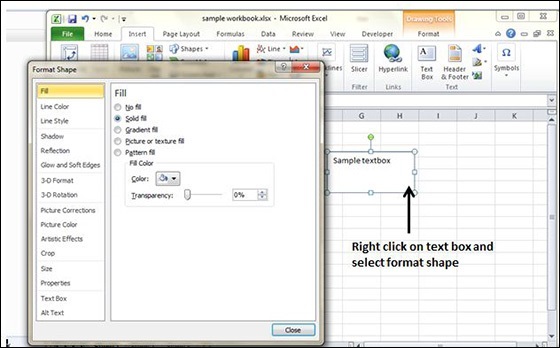 sample workbook.xlsx - Microsoft Excel
Drawing Tools
File Home Insert Page Layout Formulas Data Review View Developer Format
Shapes
Line
Area
Lines
Slicer
Hyperlink
Text Box
Header & Footer
Symbols
Illustrations
Filter
Links
Text
Format Shape
Fill
Line Color
Line Style
Shadow
Reflection
Glow and Soft Edges
3-D Format
3-D Rotation
Picture Corrections
Picture Color
Artistic Effects
Crop
Size
Properties
Text Box
Alt Text
Fill
No fill
Solid fill
Gradient fill
Picture or texture fill
Pattern fill
Fill Color
Color:
Transparency: 0%
Close
G H I J K
Sample textbox
Right click on text box and
select format shape